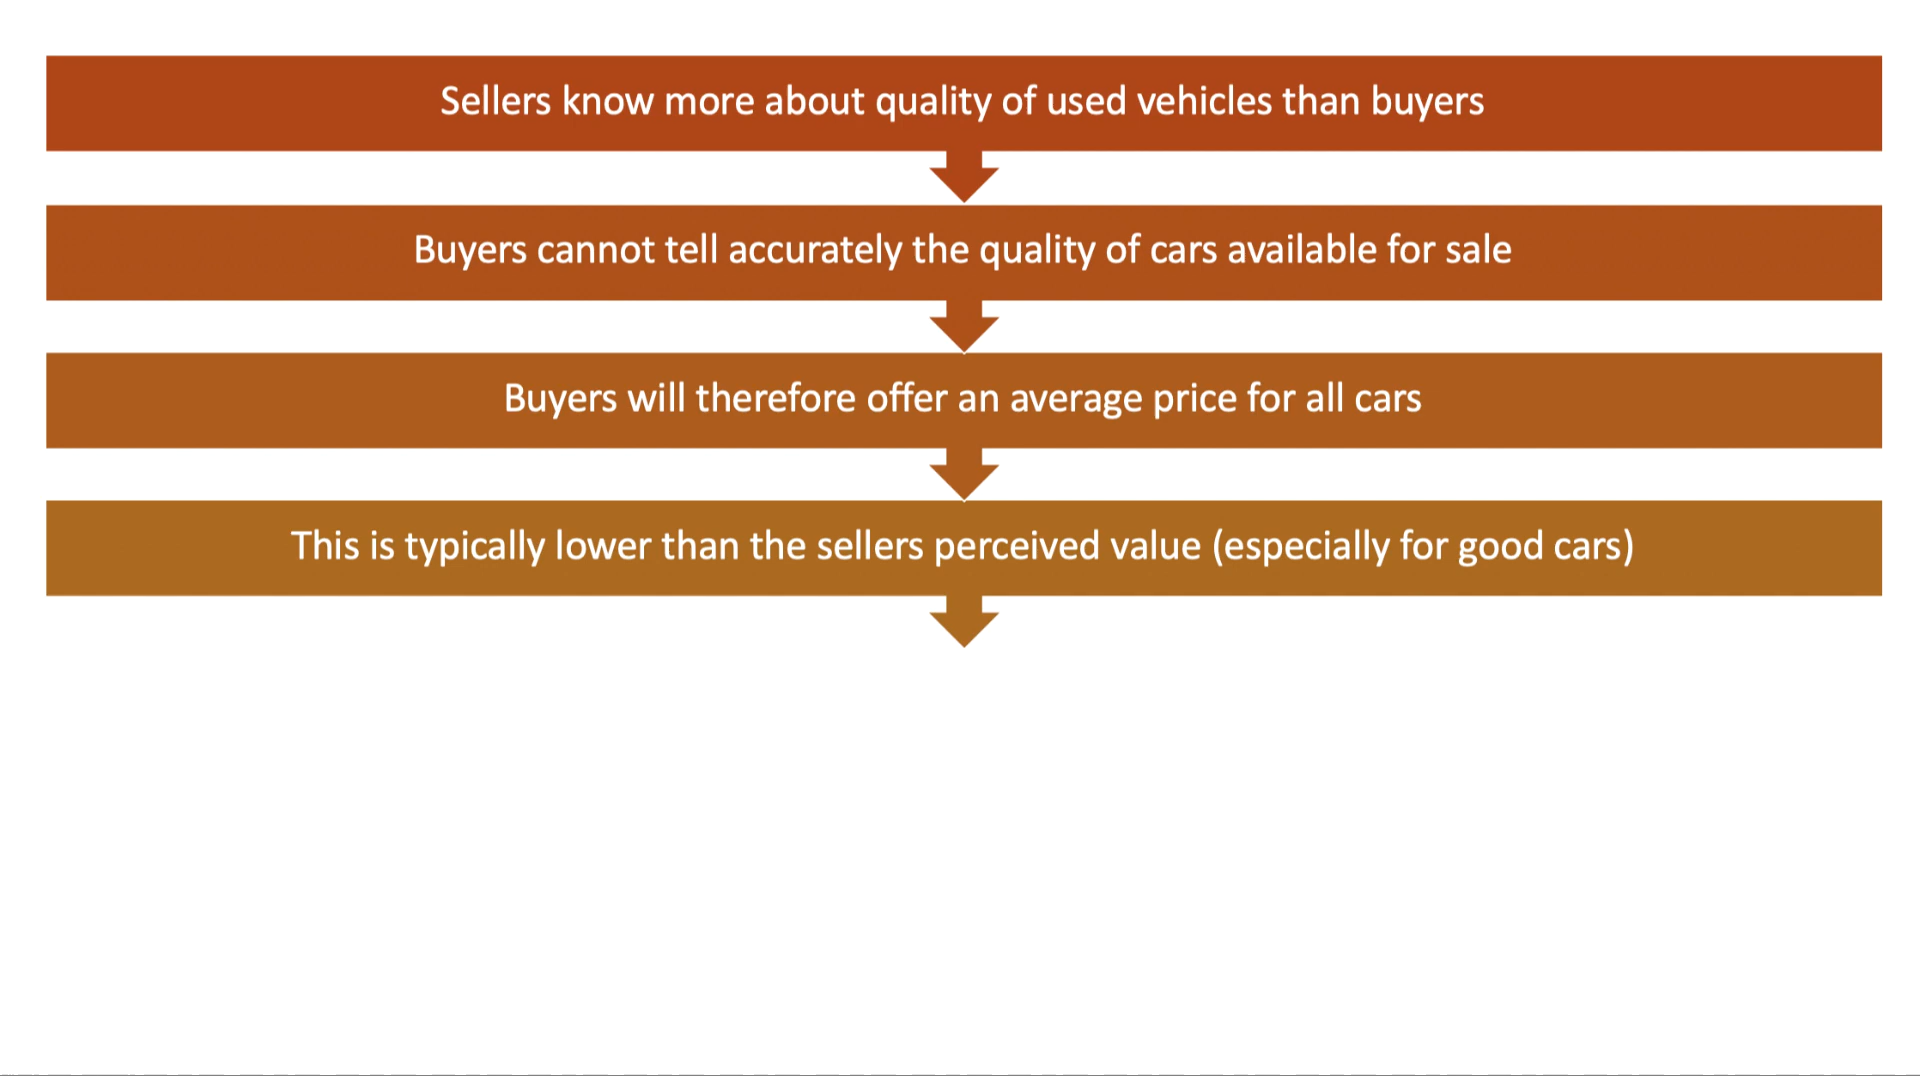 Sellers know more about quality of used vehicles than buyers
Buyers cannot tell accurately the quality of cars available for sale
Buyers will therefore offer an average price for all cars
This is typically lower than the sellers perceived value (especially for good cars)